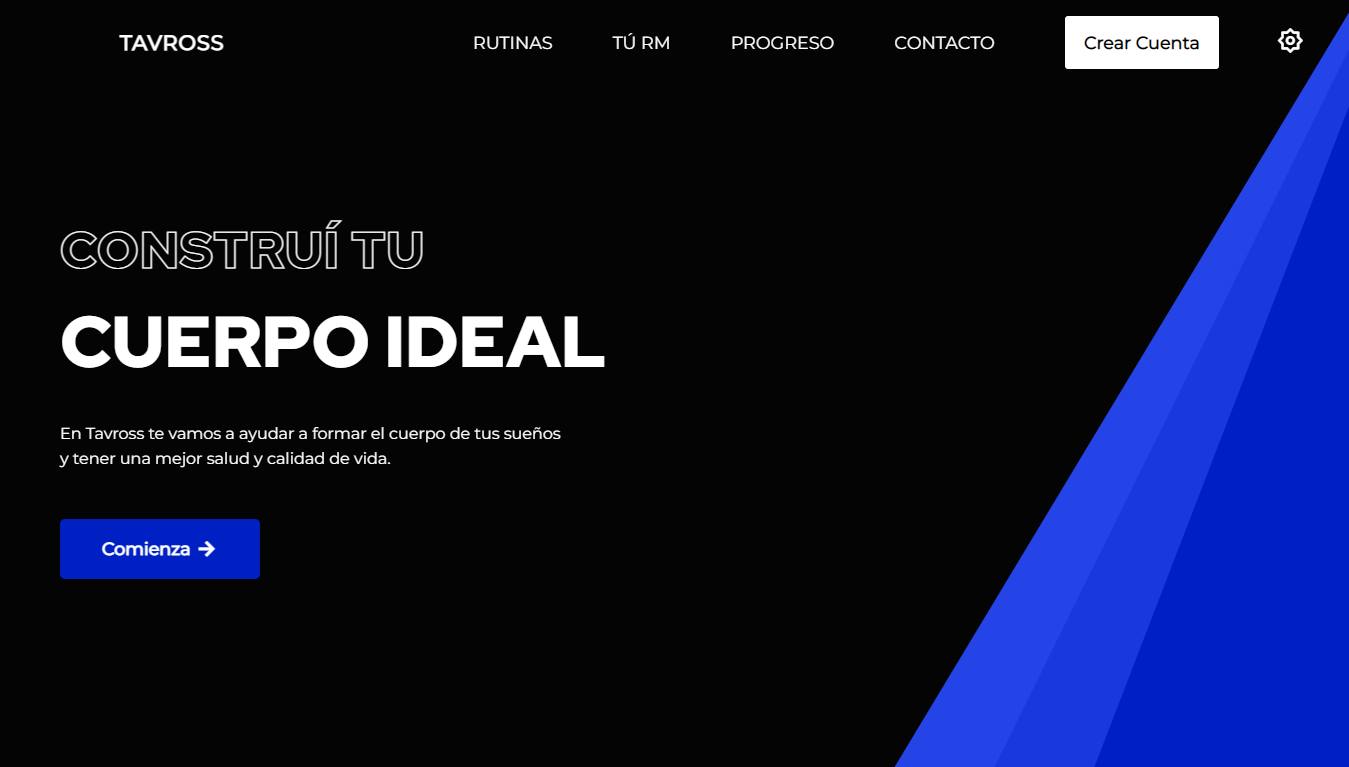 TAVROSS
RUTINAS
TÚ RM
PROGRESO
CONTACTO
Crear Cuenta
CONSTRUÍ TU
CUERPO IDEAL
En Tavross te vamos a ayudar a formar el cuerpo de tus sueños
y tener una mejor salud y calidad de vida.
Comienza →